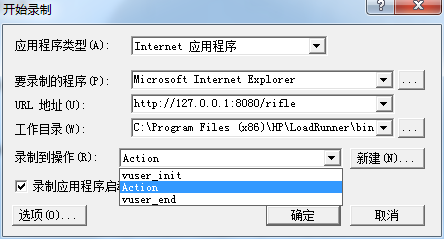 开始录制
应用程序类型(A): Internet 应用程序
要录制的程序(P): Microsoft Internet Explorer ...
URL 地址(U): http://127.0.0.1:8080/rifle
工作目录(W): C:\Program Files (x86)\HP\LoadRunner\bin ...
录制到操作(R): Action 新建(N)...
vuser_init
录制应用程序启 Action
vuser_end
选项(O)... 确定 取消